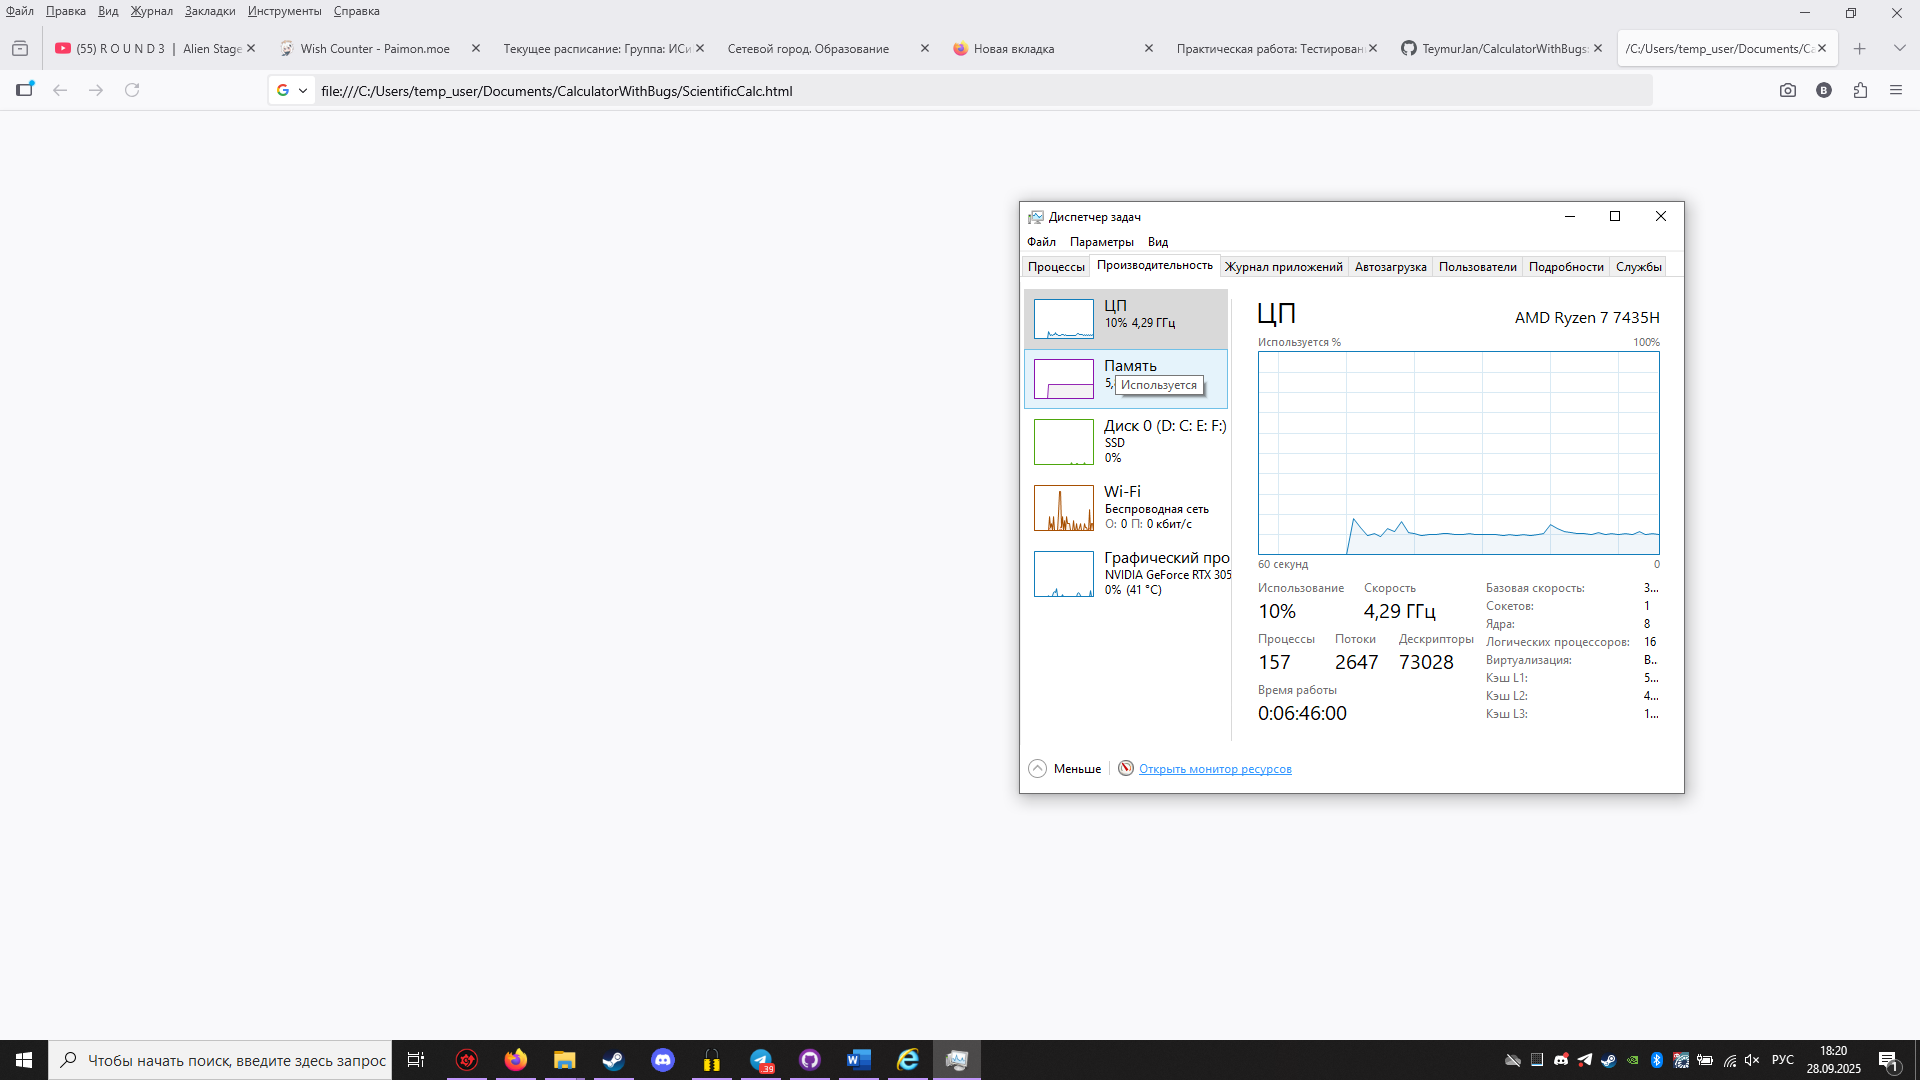 Файл Правка Вид Журнал Закладки Инструменты Справка
(55) R O U N D 3 | Alien Stage
Wish Counter - Paimon.moe
Текущее расписание: Группа: ИСи
Сетевой город. Образование
Новая вкладка
Практическая работа: Тестирован
TeymurJan/CalculatorWithBugs:
/C:/Users/temp_user/Documents/Ca
file:///C:/Users/temp_user/Documents/CalculatorWithBugs/ScientificCalc.html
Диспетчер задач
Файл Параметры Вид
Процессы Производительность Журнал приложений Автозагрузка Пользователи Подробности Службы
ЦП
10% 4,29 ГГц
Память
5,
Используется
Диск 0 (D: C: E: F:)
SSD
0%
Wi-Fi
Беспроводная сеть
О: 0 П: 0 кбит/с
Графический про
NVIDIA GeForce RTX 305
0% (41 °C)
ЦП AMD Ryzen 7 7435H
Используется % 100%
60 секунд 0
Использование Скорость
10% 4,29 ГГц
Процессы Потоки Дескрипторы
157 2647 73028
Время работы
0:06:46:00
Базовая скорость: 3...
Сокетов: 1
Ядра: 8
Логических процессоров: 16
Виртуализация: В..
Кэш L1: 5...
Кэш L2: 4...
Кэш L3: 1...
Меньше Открыть монитор ресурсов
Чтобы начать поиск, введите здесь запрос
39
РУС
18:20
28.09.2025
1